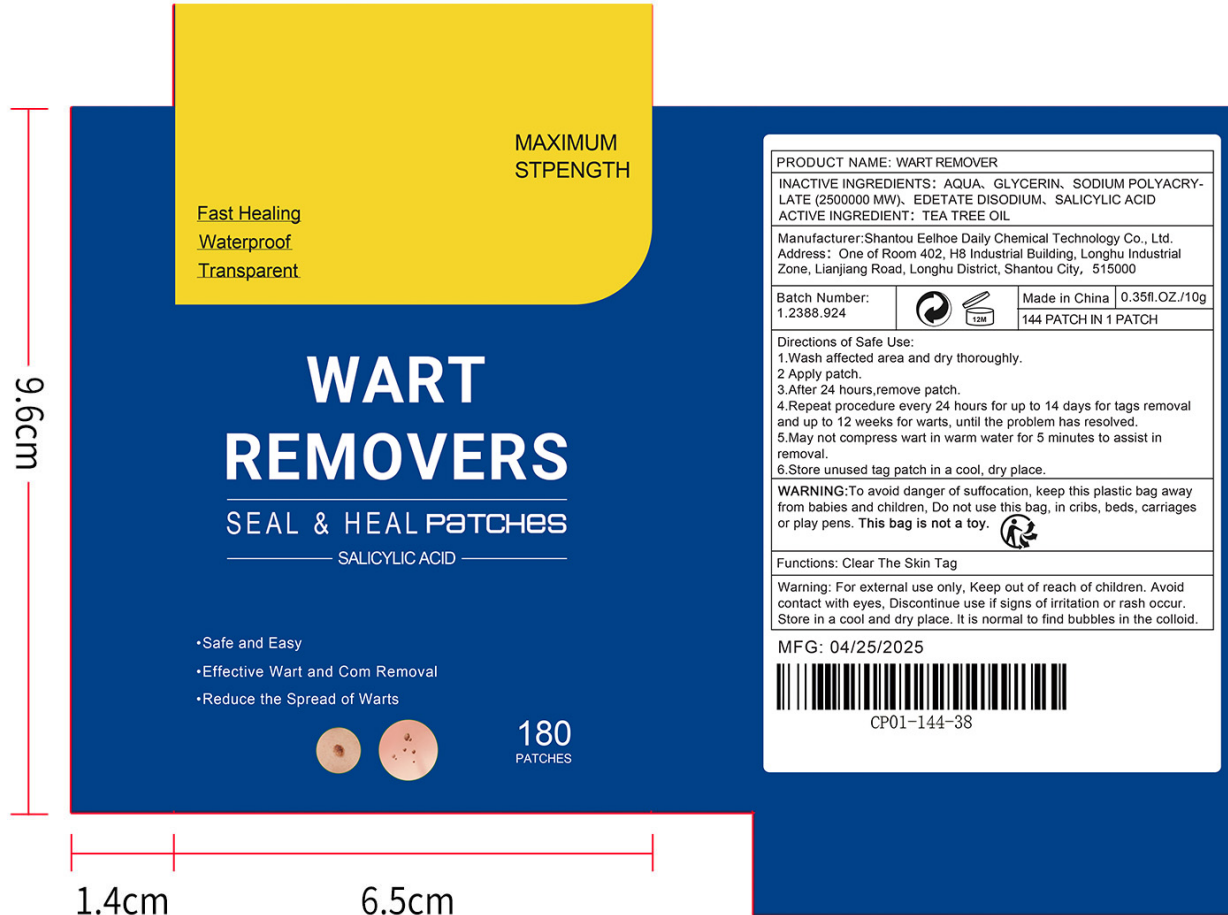 MAXIMUM
STPENGTH
Fast Healing
Waterproof
Transparent
WART
REMOVERS
SEAL & HEAL PATCHES
SALICYLIC ACID
•Safe and Easy
•Effective Wart and Com Removal
•Reduce the Spread of Warts
180
PATCHES
9.6cm
1.4cm
6.5cm
PRODUCT NAME: WART REMOVER
INACTIVE INGREDIENTS：AQUA、GLYCERIN、SODIUM POLYACRY-
LATE (2500000 MW)、EDETATE DISODIUM、SALICYLIC ACID
ACTIVE INGREDIENT：TEA TREE OIL
Manufacturer:Shantou Eelhoe Daily Chemical Technology Co., Ltd.
Address：One of Room 402, H8 Industrial Building, Longhu Industrial
Zone, Lianjiang Road, Longhu District, Shantou City，515000
Batch Number:
1.2388.924
12M
Made in China
0.35fl.OZ./10g
144 PATCH IN 1 PATCH
Directions of Safe Use:
1.Wash affected area and dry thoroughly.
2 Apply patch.
3.After 24 hours,remove patch.
4.Repeat procedure every 24 hours for up to 14 days for tags removal
and up to 12 weeks for warts, until the problem has resolved.
5.May not compress wart in warm water for 5 minutes to assist in
removal.
6.Store unused tag patch in a cool, dry place.
WARNING:To avoid danger of suffocation, keep this plastic bag away
from babies and children, Do not use this bag, in cribs, beds, carriages
or play pens. This bag is not a toy.
Functions: Clear The Skin Tag
Warning: For external use only, Keep out of reach of children. Avoid
contact with eyes, Discontinue use if signs of irritation or rash occur.
Store in a cool and dry place. It is normal to find bubbles in the colloid.
MFG: 04/25/2025
CP01-144-38